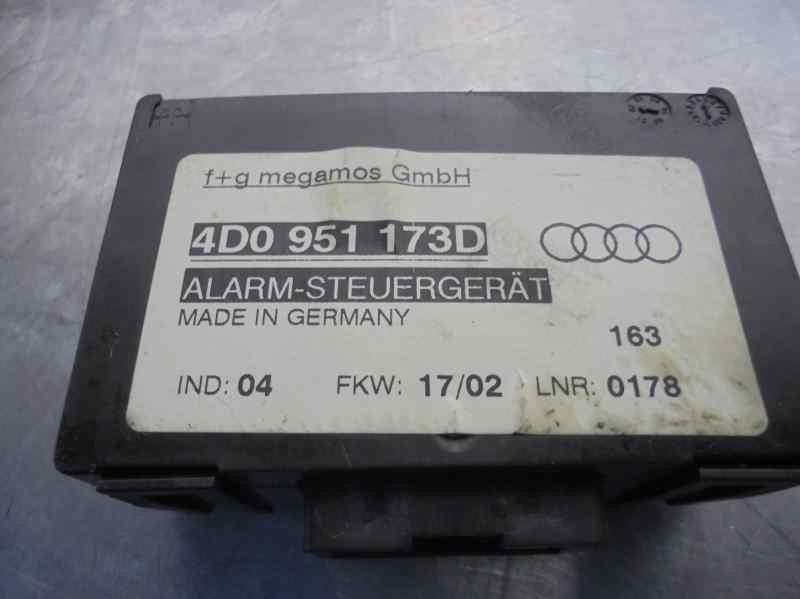 f+g megamos GmbH
4D0 951 173D
ALARM-STEUERGERÄT
MADE IN GERMANY
163
IND: 04 FKW: 17/02 LNR: 0178